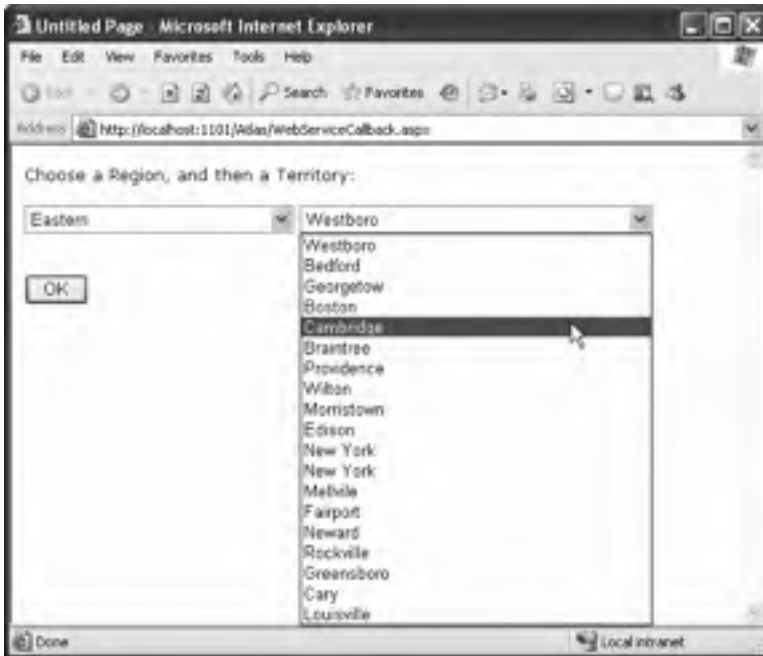 Untitled Page - Microsoft Internet Explorer
File Edit View Favorites Tools Help
Back Search Favorites
Address http://localhost:1101/Atlas/WebServiceCallback.aspx
Choose a Region, and then a Territory:
Eastern Westboro
Westboro
Bedford
Georgetow
Boston
OK
Cambridge
Braintree
Providence
Wilton
Morristown
Edison
New York
New York
Mellvile
Fairport
Neward
Rockville
Greensboro
Cary
Louisville
Done Local intranet